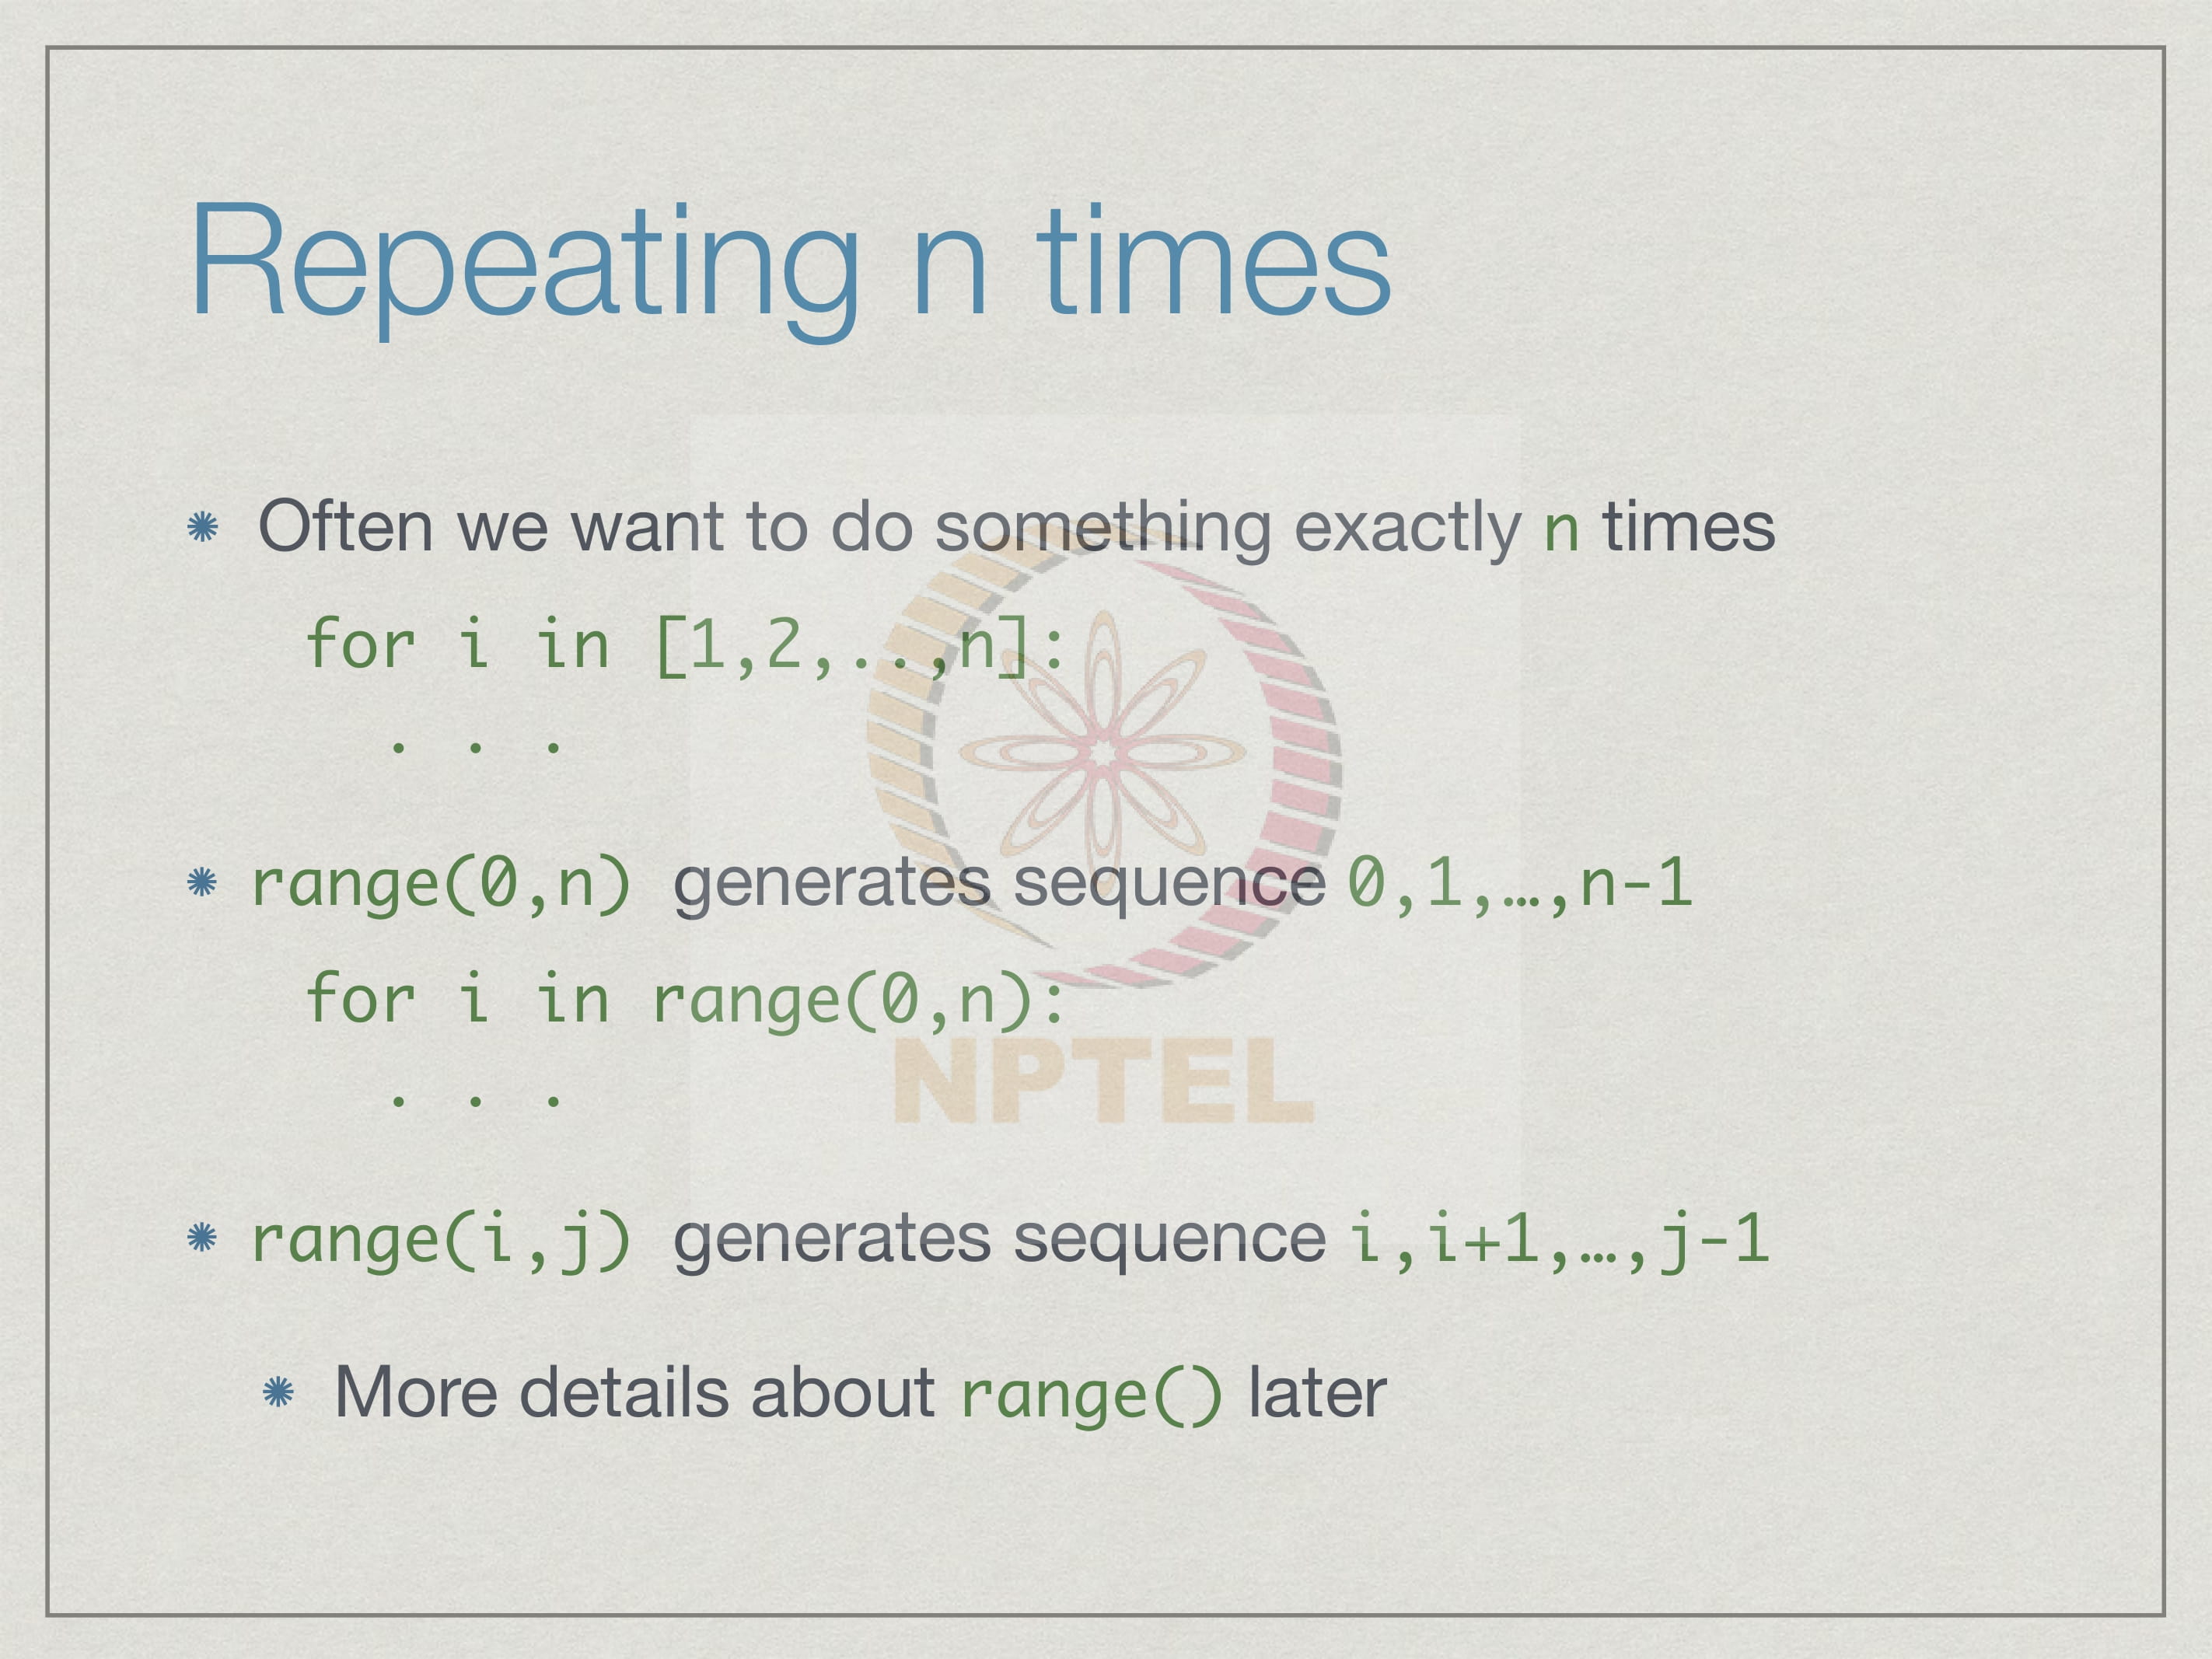 Repeating n times
Often we want to do something exactly n times
for i in [1,2,..,n]:
. . .
range(0,n) generates sequence 0,1,…,n-1
for i in range(0,n):
. . .
NPTEL
range(i,j) generates sequence i,i+1,…,j-1
More details about range() later